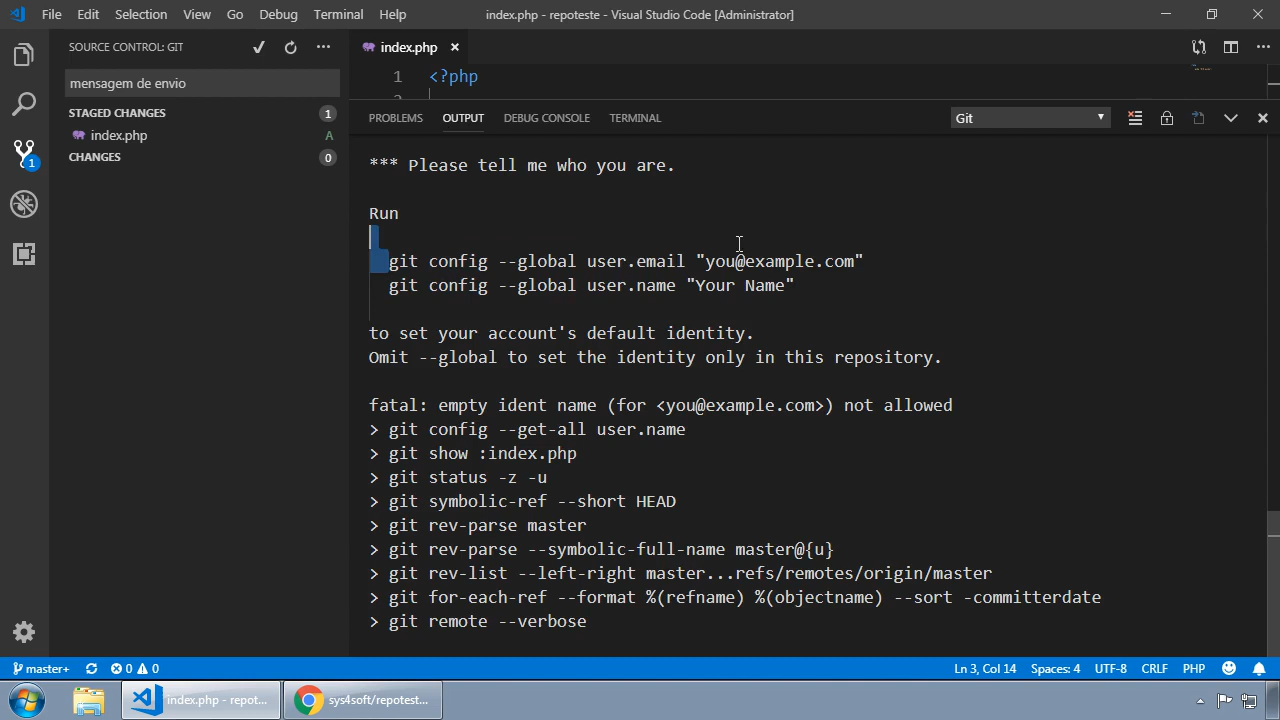 File Edit Selection View Go Debug Terminal Help index.php - repoteste - Visual Studio Code [Administrator]
SOURCE CONTROL: GIT
index.php
mensagem de envio
STAGED CHANGES 1
index.php A
CHANGES 0
1 <?php
2
PROBLEMS OUTPUT DEBUG CONSOLE TERMINAL Git
*** Please tell me who you are.
Run
git config --global user.email "you@example.com"
git config --global user.name "Your Name"
to set your account's default identity.
Omit --global to set the identity only in this repository.
fatal: empty ident name (for <you@example.com>) not allowed
> git config --get-all user.name
> git show :index.php
> git status -z -u
> git symbolic-ref --short HEAD
> git rev-parse master
> git rev-parse --symbolic-full-name master@{u}
> git rev-list --left-right master...refs/remotes/origin/master
> git for-each-ref --format %(refname) %(objectname) --sort -committerdate
> git remote --verbose
1
master+ 0 0 Ln 3, Col 14 Spaces: 4 UTF-8 CRLF PHP
index.php - repot... sys4soft/repotest...